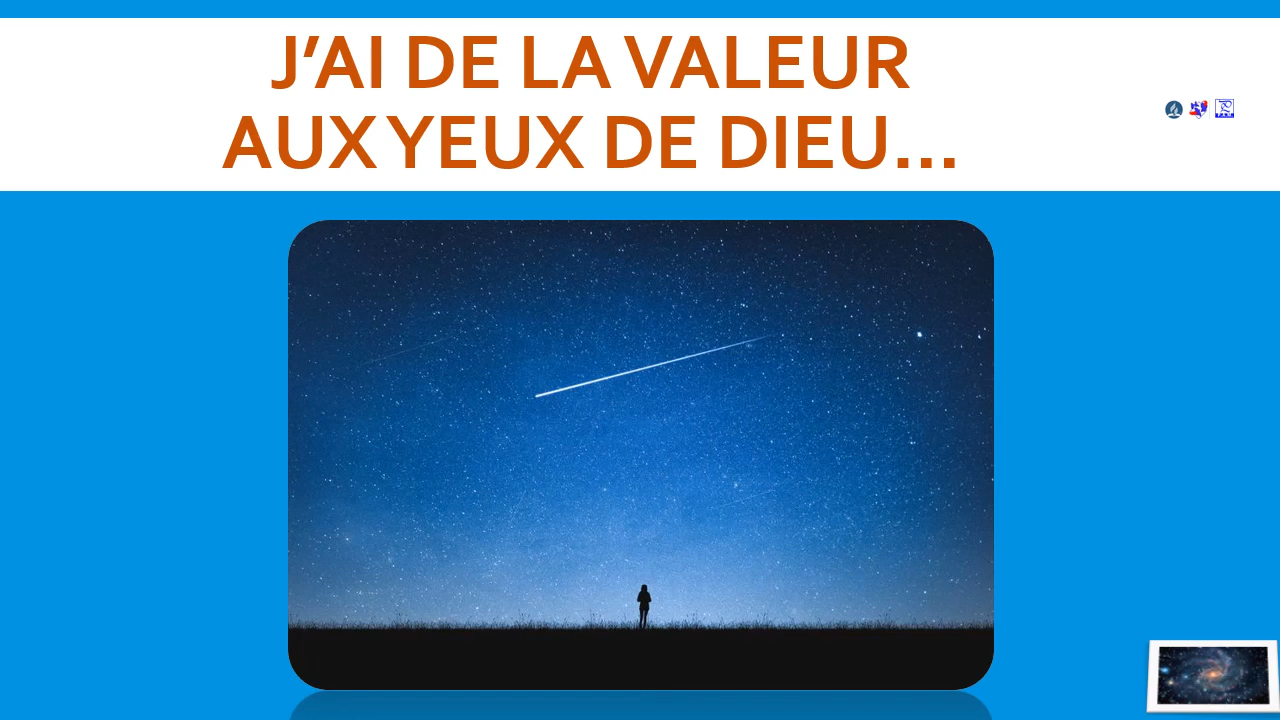 J’AI DE LA VALEUR
AUX YEUX DE DIEU…